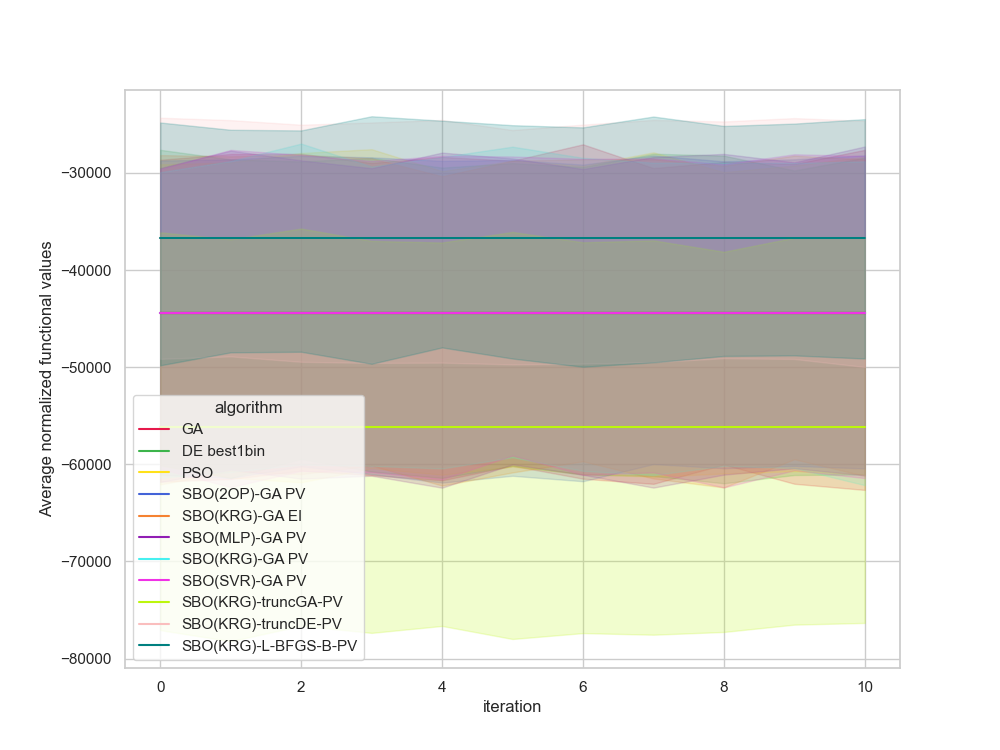 −30000
−40000
−50000
−60000
−70000
−80000
Average normalized functional values
algorithm
GA
DE best1bin
PSO
SBO(2OP)-GA PV
SBO(KRG)-GA EI
SBO(MLP)-GA PV
SBO(KRG)-GA PV
SBO(SVR)-GA PV
SBO(KRG)-truncGA-PV
SBO(KRG)-truncDE-PV
SBO(KRG)-L-BFGS-B-PV
0 2 4 6 8 10
iteration